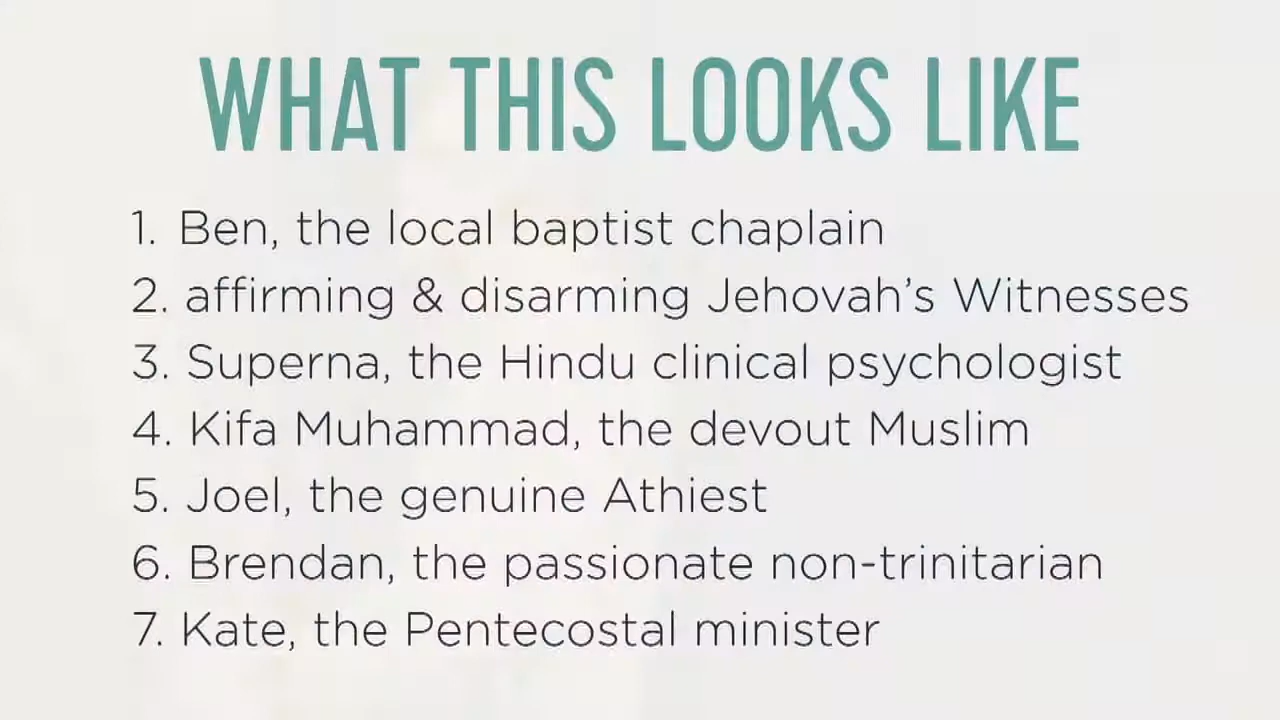 WHAT THIS LOOKS LIKE
1. Ben, the local baptist chaplain
2. affirming & disarming Jehovah’s Witnesses
3. Superna, the Hindu clinical psychologist
4. Kifa Muhammad, the devout Muslim
5. Joel, the genuine Athiest
6. Brendan, the passionate non-trinitarian
7. Kate, the Pentecostal minister